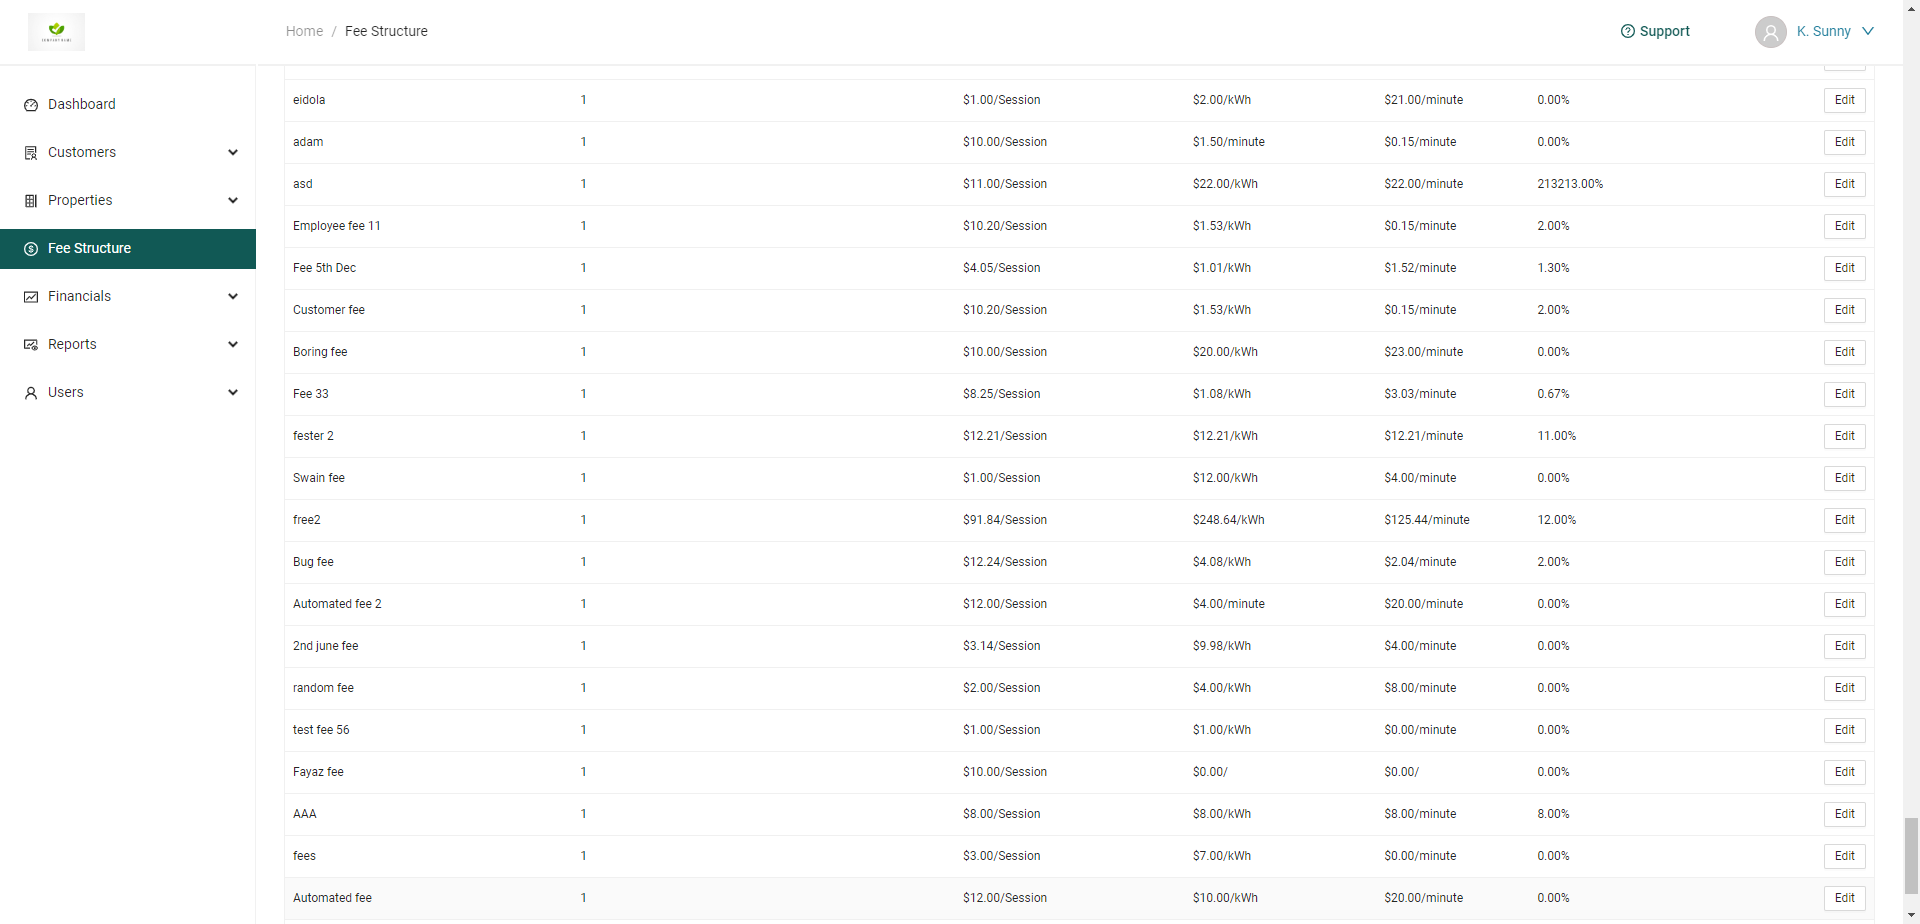 Home / Fee Structure
Support
K. Sunny
Dashboard
Customers
Properties
Fee Structure
Financials
Reports
Users
eidola 1 $1.00/Session $2.00/kWh $21.00/minute 0.00% Edit
adam 1 $10.00/Session $1.50/minute $0.15/minute 0.00% Edit
asd 1 $11.00/Session $22.00/kWh $22.00/minute 213213.00% Edit
Employee fee 11 1 $10.20/Session $1.53/kWh $0.15/minute 2.00% Edit
Fee 5th Dec 1 $4.05/Session $1.01/kWh $1.52/minute 1.30% Edit
Customer fee 1 $10.20/Session $1.53/kWh $0.15/minute 2.00% Edit
Boring fee 1 $10.00/Session $20.00/kWh $23.00/minute 0.00% Edit
Fee 33 1 $8.25/Session $1.08/kWh $3.03/minute 0.67% Edit
fester 2 1 $12.21/Session $12.21/kWh $12.21/minute 11.00% Edit
Swain fee 1 $1.00/Session $12.00/kWh $4.00/minute 0.00% Edit
free2 1 $91.84/Session $248.64/kWh $125.44/minute 12.00% Edit
Bug fee 1 $12.24/Session $4.08/kWh $2.04/minute 2.00% Edit
Automated fee 2 1 $12.00/Session $4.00/minute $20.00/minute 0.00% Edit
2nd june fee 1 $3.14/Session $9.98/kWh $4.00/minute 0.00% Edit
random fee 1 $2.00/Session $4.00/kWh $8.00/minute 0.00% Edit
test fee 56 1 $1.00/Session $1.00/kWh $0.00/minute 0.00% Edit
Fayaz fee 1 $10.00/Session $0.00/ $0.00/ 0.00% Edit
AAA 1 $8.00/Session $8.00/kWh $8.00/minute 8.00% Edit
fees 1 $3.00/Session $7.00/kWh $0.00/minute 0.00% Edit
Automated fee 1 $12.00/Session $10.00/kWh $20.00/minute 0.00% Edit